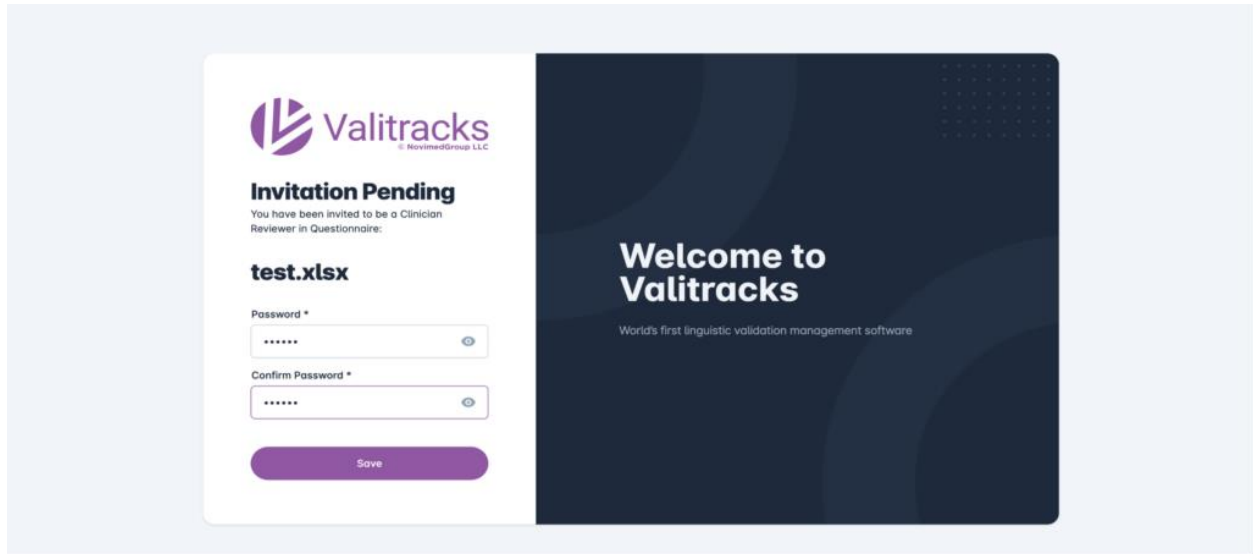 Valitracks
© NovimedGroup LLC
Invitation Pending
You have been invited to be a Clinician
Reviewer in Questionnaire:
test.xlsx
Password *
••••••
Confirm Password *
••••••
Save
Welcome to
Valitracks
World's first linguistic validation management software